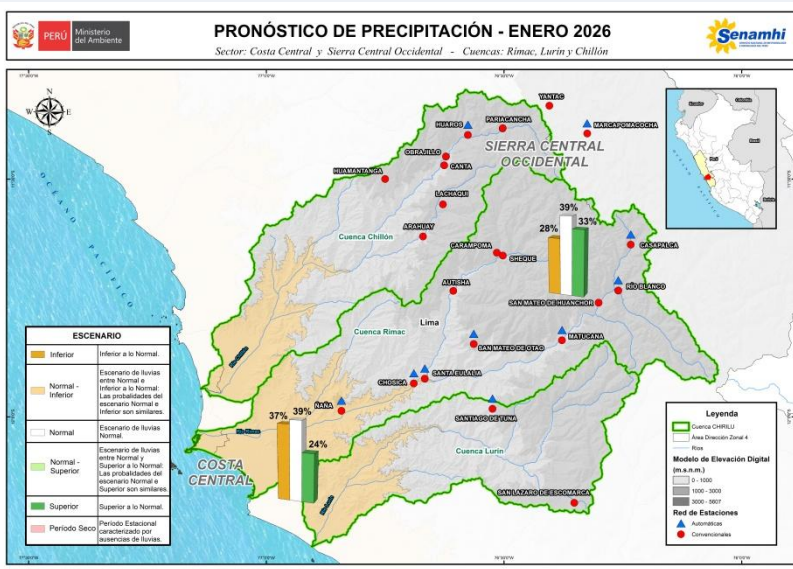 PERÚ
Ministerio
del Ambiente
PRONÓSTICO DE PRECIPITACIÓN - ENERO 2026
Sector: Costa Central y Sierra Central Occidental - Cuencas: Rímac, Lurín y Chillón
Senamhi
N
W
E
S
OCÉANO PACÍFICO
YANTAC
HUAROS
PARIACANCHA
MARCAPOMACOCHA
SIERRA CENTRAL
OCCIDENTAL
OBRAJILLO
CANTA
HUAMANTANGA
LACHAQUI
ARAHUAY
Cuenca Chillón
CARAMPOMA
SHEQUE
28%
39%
33%
CASAPALCA
RÍO BLANCO
AUTISHA
SAN MATEO DE HUANCHOR
Lima
Cuenca Rímac
MATUCANA
SAN MATEO DE OTAO
CHOSICA
SANTA EULALIA
ÑAÑA
SANTIAGO DE TUNA
37%
39%
24%
Cuenca Lurín
COSTA
CENTRAL
SAN LAZARO DE ESCOMARCA
ESCENARIO
Inferior
Inferior a lo Normal.
Normal -
Inferior
Escenario de lluvias
entre Normal e
Inferior a lo Normal:
Las probabilidades del
escenario Normal e
Inferior son similares.
Normal
Escenario de lluvias
Normal.
Normal -
Superior
Escenario de lluvias
entre Normal y
Superior a lo Normal:
Las probabilidades del
escenario Normal e
Superior son similares.
Superior
Superior a lo Normal.
Período Seco
Período Estacional
caracterizado por
ausencias de lluvias.
Leyenda
Cuenca CHIRILU
Área Dirección Zonal 4
Ríos
Modelo de Elevación Digital
(m.s.n.m.)
0 - 1000
1000 - 3000
3000 - 5607
Red de Estaciones
Automáticas
Convencionales